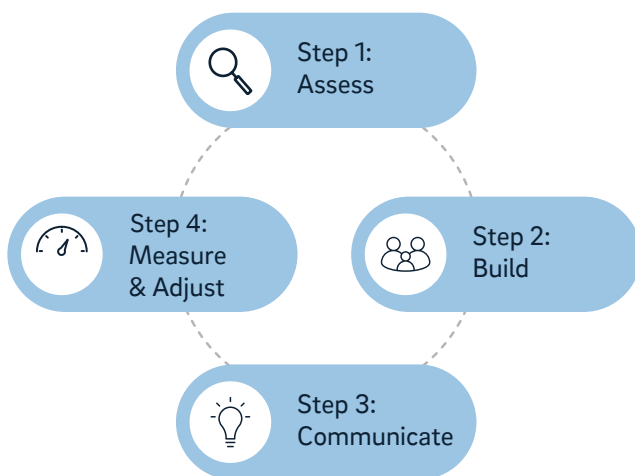 Step 1:
Assess
Step 2:
Build
Step 3:
Communicate
Step 4:
Measure
& Adjust